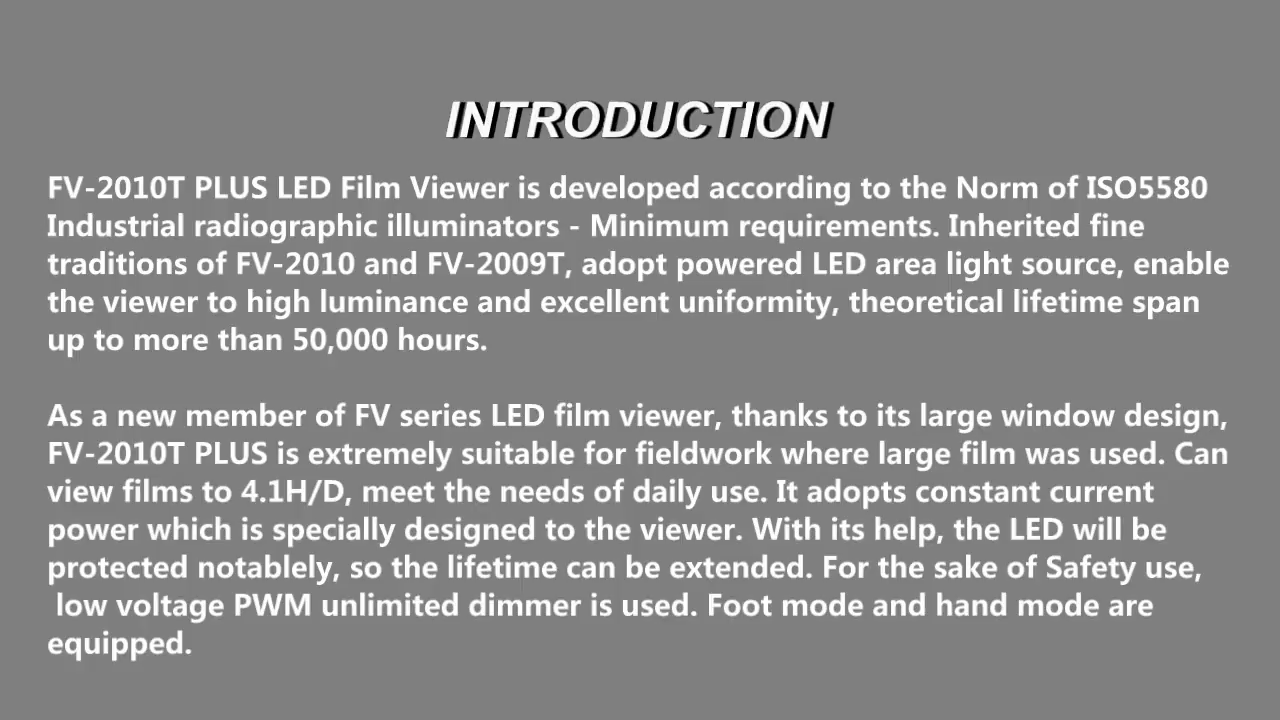 INTRODUCTION
FV-2010T PLUS LED Film Viewer is developed according to the Norm of ISO5580
Industrial radiographic illuminators - Minimum requirements. Inherited fine
traditions of FV-2010 and FV-2009T, adopt powered LED area light source, enable
the viewer to high luminance and excellent uniformity, theoretical lifetime span
up to more than 50,000 hours.
As a new member of FV series LED film viewer, thanks to its large window design,
FV-2010T PLUS is extremely suitable for fieldwork where large film was used. Can
view films to 4.1H/D, meet the needs of daily use. It adopts constant current
power which is specially designed to the viewer. With its help, the LED will be
protected notablely, so the lifetime can be extended. For the sake of Safety use,
low voltage PWM unlimited dimmer is used. Foot mode and hand mode are
equipped.